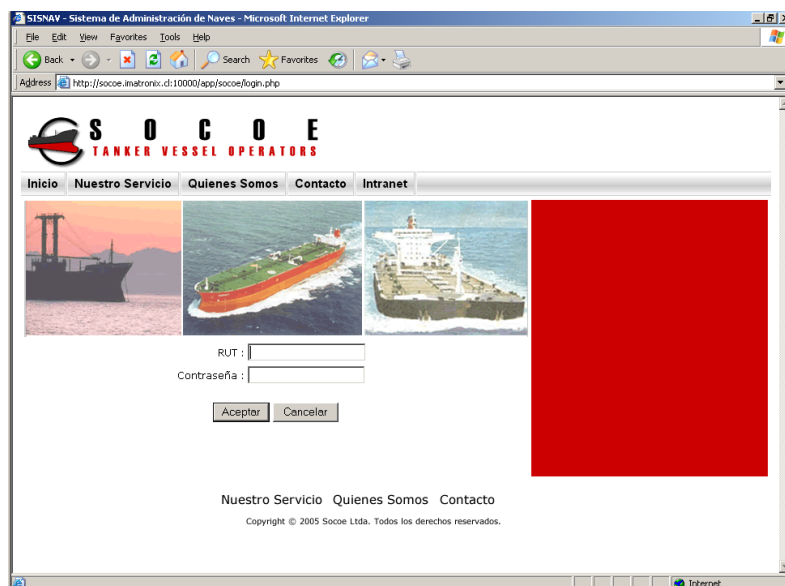 SISNAV - Sistema de Administración de Naves - Microsoft Internet Explorer
File Edit View Favorites Tools Help
Back Search Favorites
Address http://socoe.imatronix.cl:10000/app/socoe/login.php
SOCOE
TANKER VESSEL OPERATORS
Inicio Nuestro Servicio Quienes Somos Contacto Intranet
RUT :
Contraseña :
Aceptar Cancelar
Nuestro Servicio Quienes Somos Contacto
Copyright © 2005 Socoe Ltda. Todos los derechos reservados.
Internet